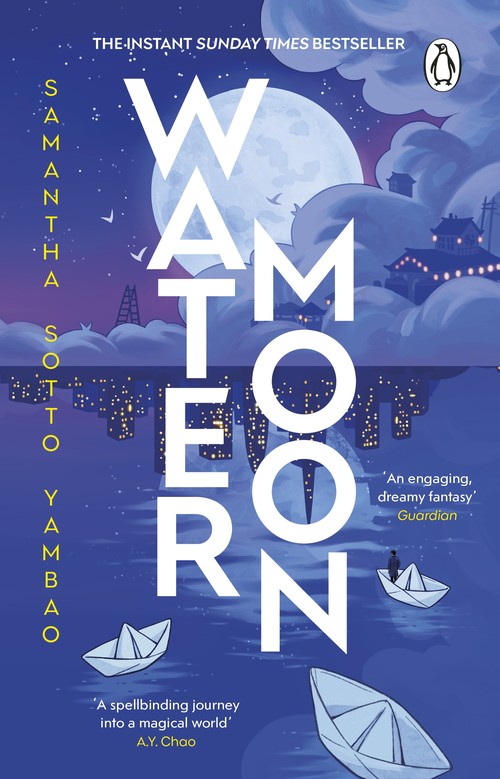 THE INSTANT SUNDAY TIMES BESTSELLER
WATER
MOON
SAMANTHA SOTTO YAMBAO
‘An engaging,
dreamy fantasy’
Guardian
‘A spellbinding journey
into a magical world’
A.Y. Chao